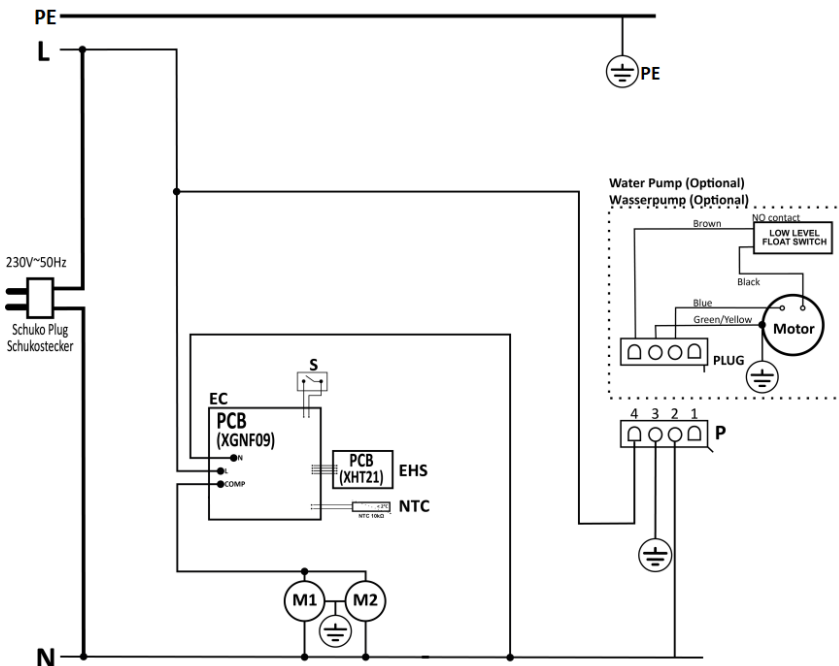 PE
L
PE
Water Pump (Optional)
Wasserpump (Optional)
NO contact
Brown
LOW LEVEL
FLOAT SWITCH
Black
230V~50Hz
Schuko Plug
Schukostecker
Blue
Green/Yellow
Motor
PLUG
S
EC
PCB
(XGNF09)
4 3 2 1
P
N
L
COMP
PCB
(XHT21)
EHS
NTC
NTC 10kΩ
M1
M2
N